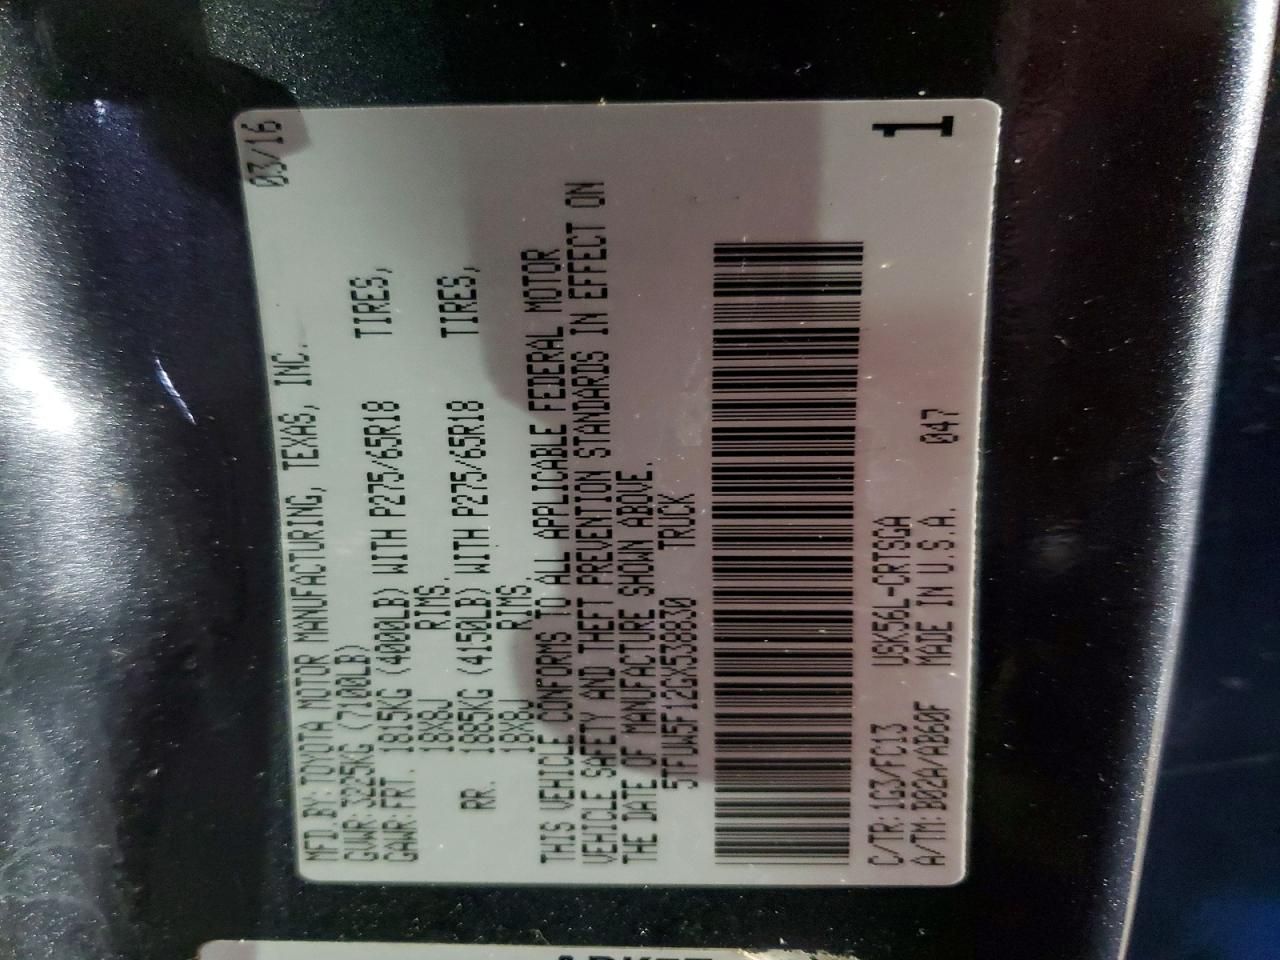 MFD.BY:TOYOTA MOTOR MANUFACTURING, TEXAS, INC. 03/16
GVWR:3225KG (7100LB)
GAWR:FRT. 1815KG (4000LB) WITH P275/65R18 TIRES,
18X8J RIMS.
RR. 1885KG (4150LB) WITH P275/65R18 TIRES,
18X8J RIMS.
THIS VEHICLE CONFORMS TO ALL APPLICABLE FEDERAL MOTOR
VEHICLE SAFETY AND THEFT PREVENTION STANDARDS IN EFFECT ON
THE DATE OF MANUFACTURE SHOWN ABOVE.
5TFUW5F12GX538830 TRUCK
C/TR:1G3/FC13 USK56L-CRTSGA
A/TM:B02A/AB60F MADE IN U.S.A. 047
1